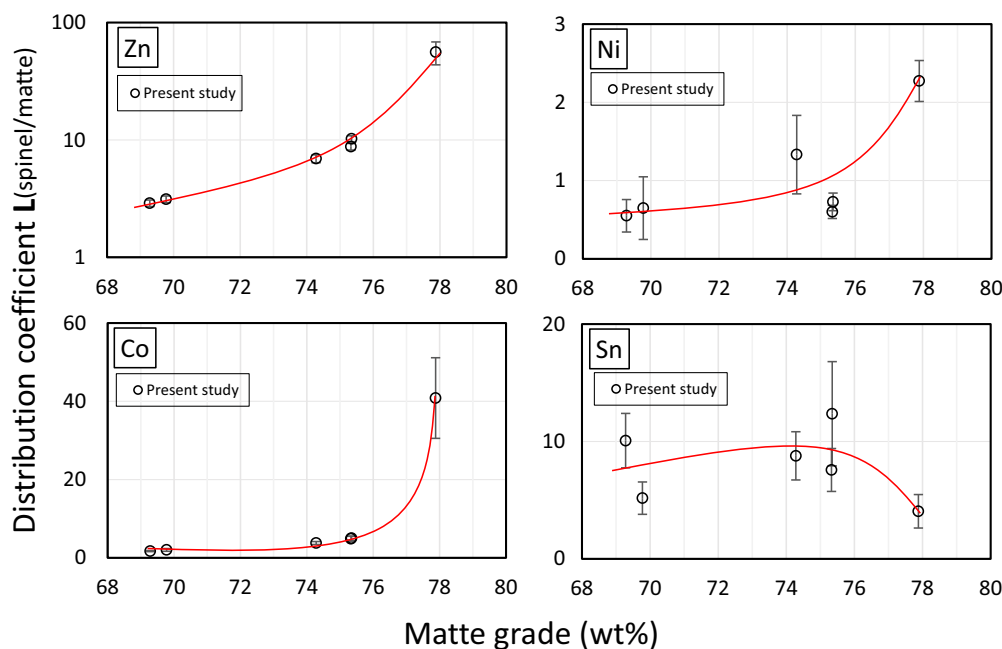 Distribution coefficient L(spinel/matte)
100
10
1
Zn
Present study
68 70 72 74 76 78 80
3
2
1
0
Ni
Present study
68 70 72 74 76 78 80
60
40
20
0
Co
Present study
68 70 72 74 76 78 80
20
10
0
Sn
Present study
68 70 72 74 76 78 80
Matte grade (wt%)